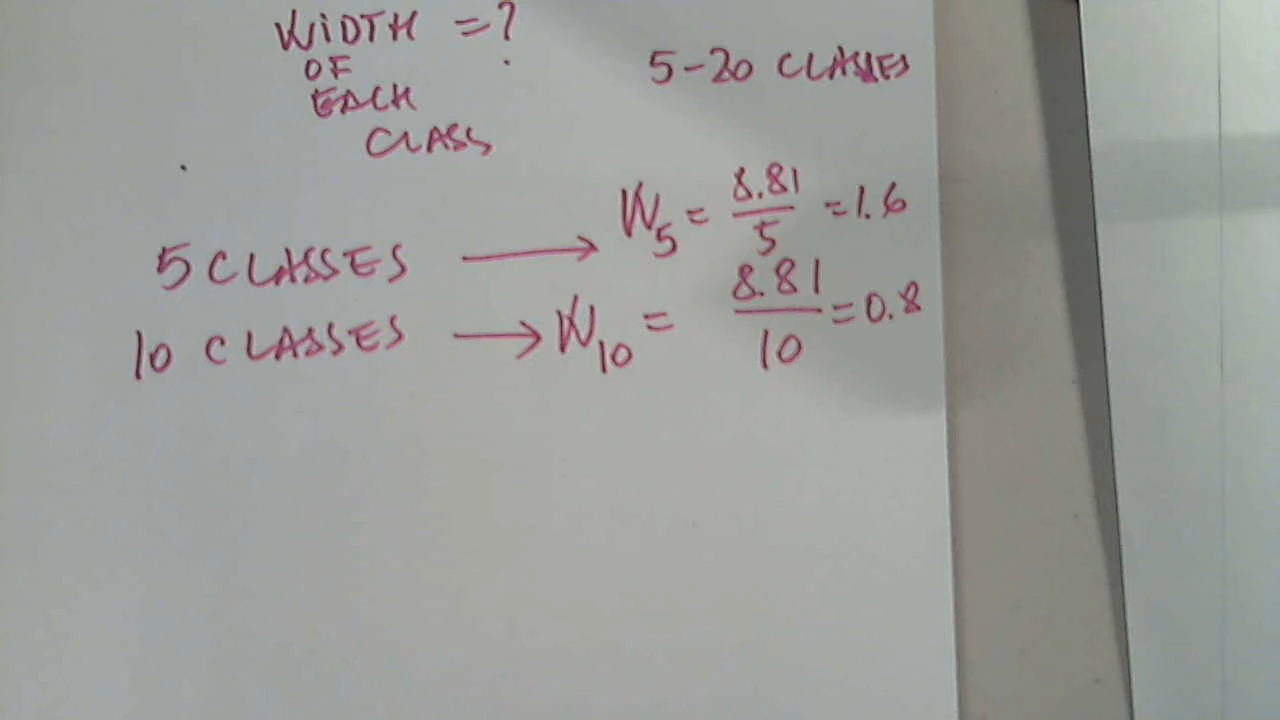 WIDTH = ?
OF
EACH
CLASS
5-20 CLASSES
5 CLASSES → W5 = 8.81/5 = 1.6
10 CLASSES → W10 = 8.81/10 = 0.8